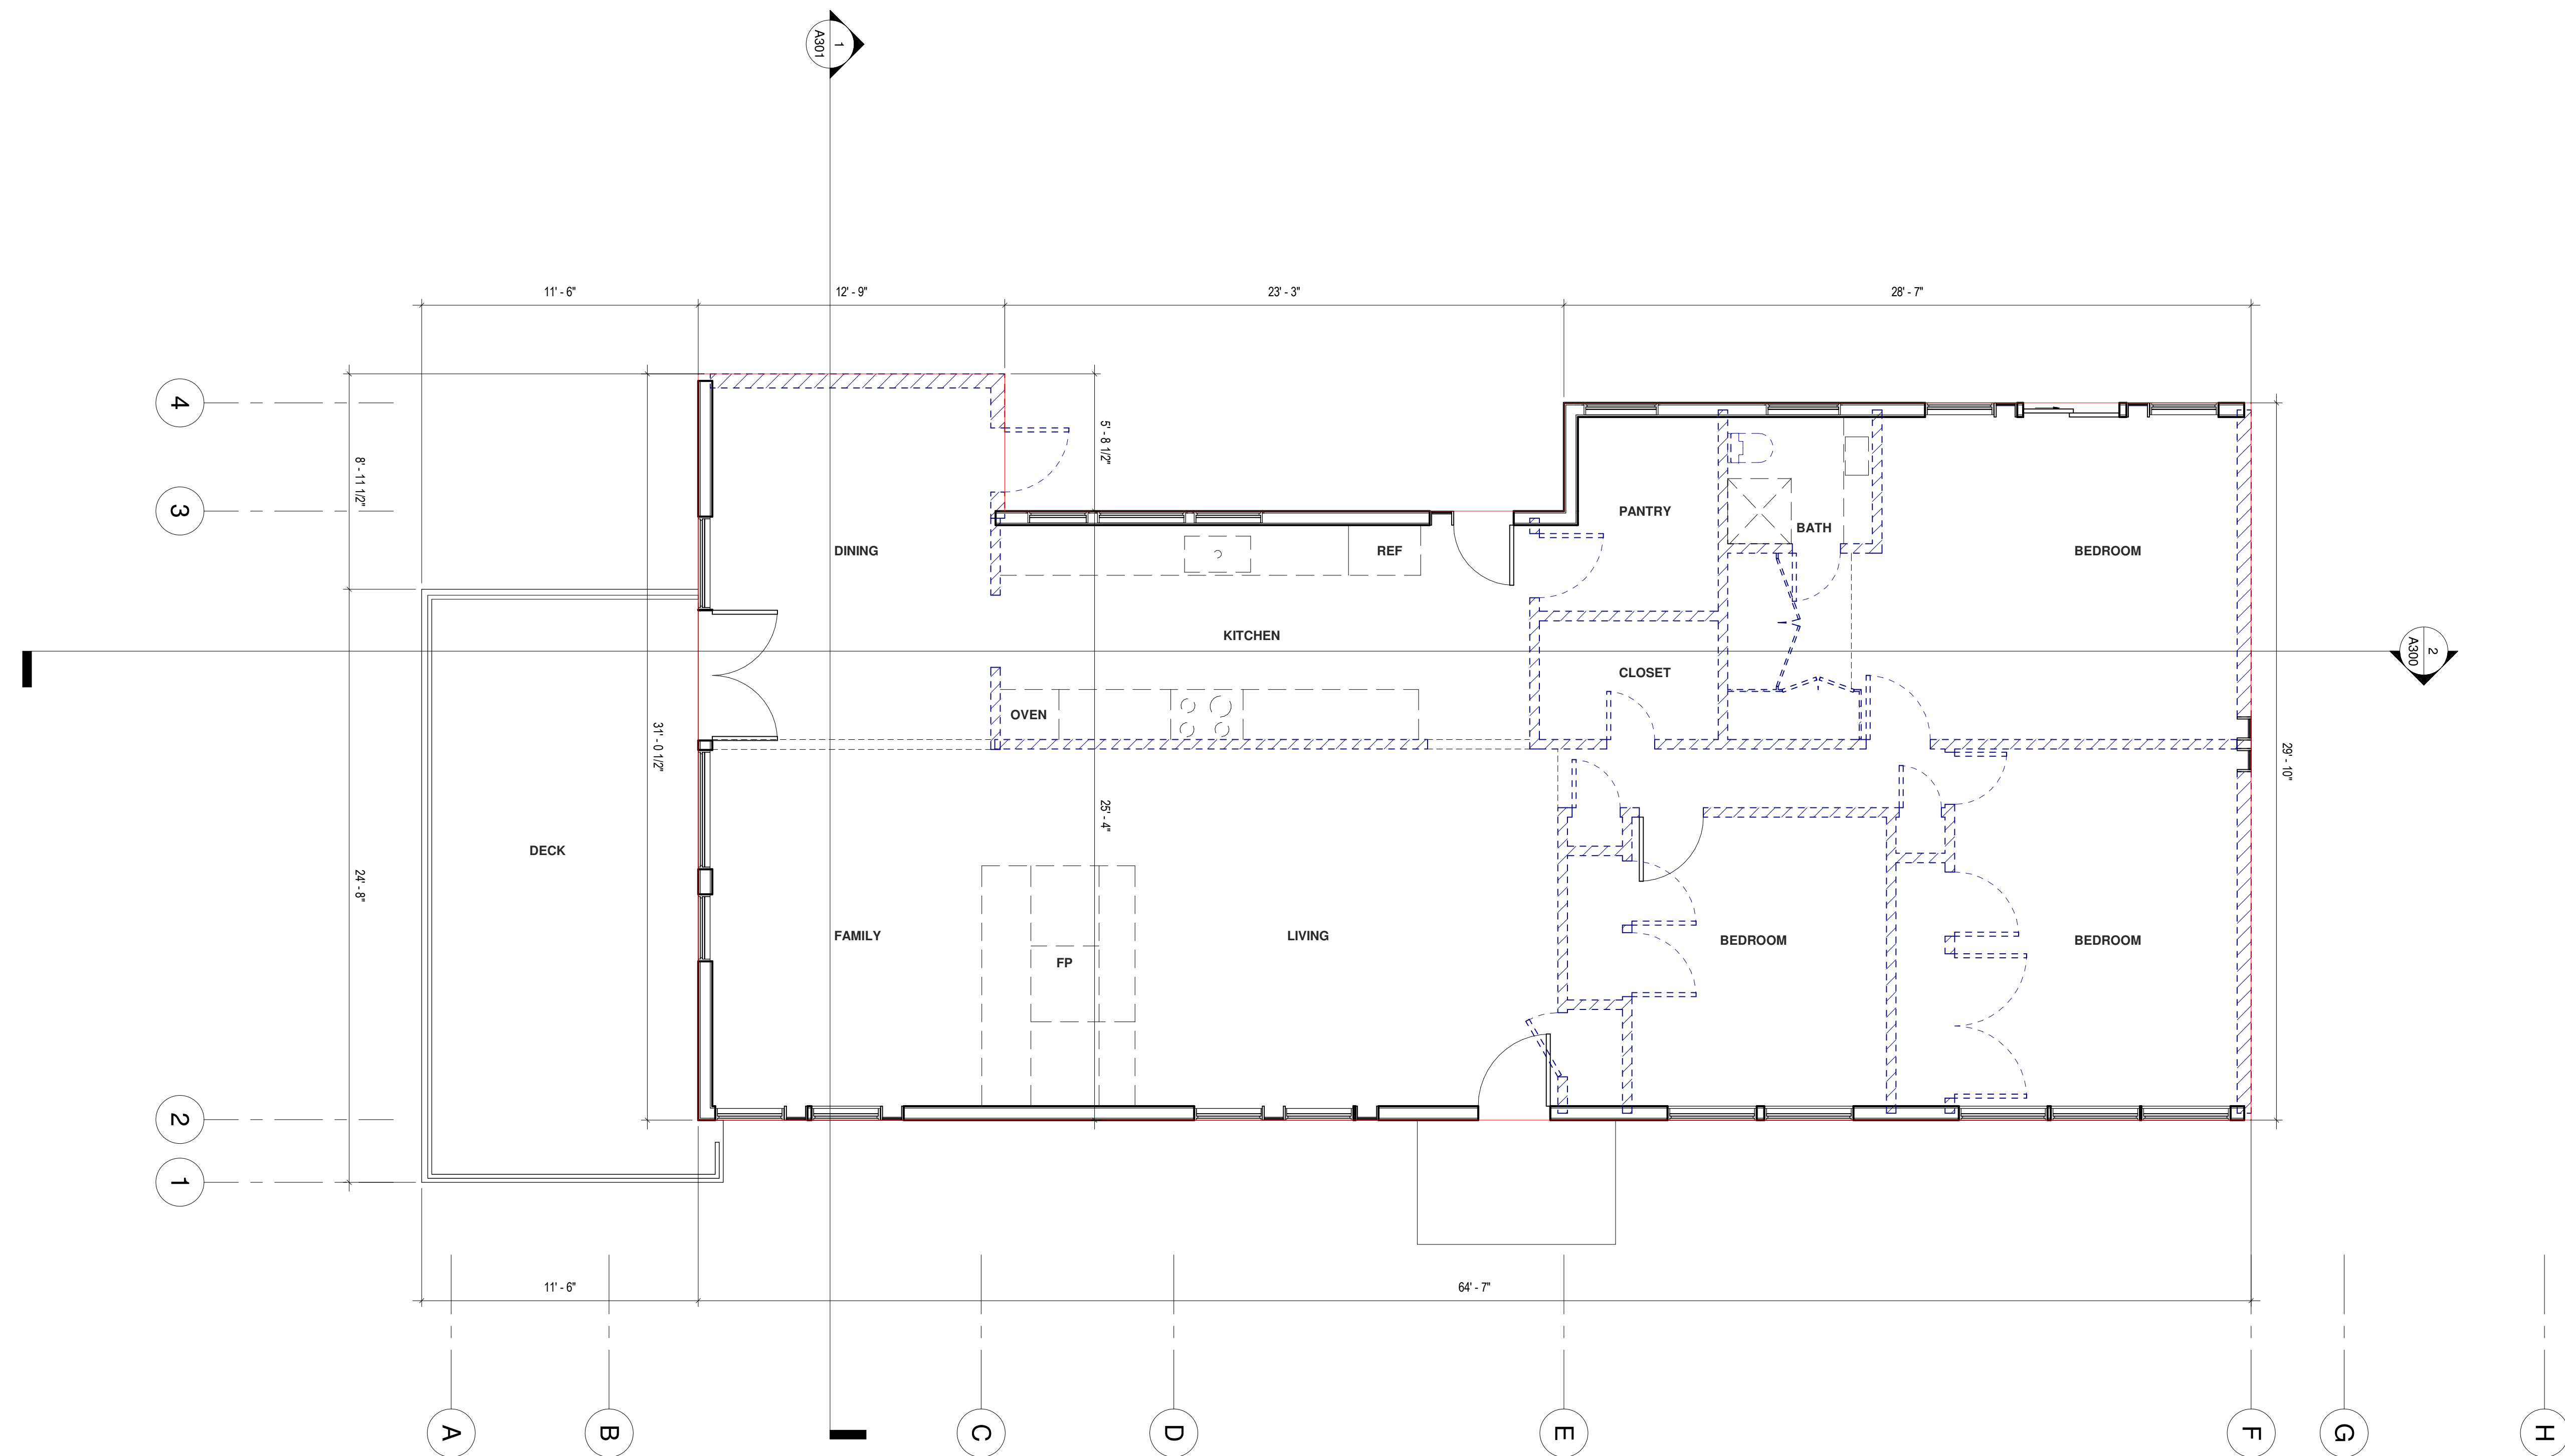 1
A301
11' - 6"
12' - 9"
23' - 3"
28' - 7"
4
8' - 11 1/2"
5' - 8 1/2"
3
PANTRY
BATH
DINING
REF
BEDROOM
KITCHEN
2
A300
CLOSET
OVEN
31' - 0 1/2"
29' - 10"
25' - 4"
DECK
24' - 8"
FAMILY
LIVING
BEDROOM
BEDROOM
FP
2
1
11' - 6"
64' - 7"
A
B
C
D
E
F
G
H